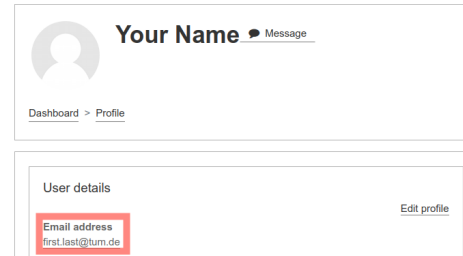 Your Name Message
Dashboard > Profile
User details
Edit profile
Email address
first.last@tum.de